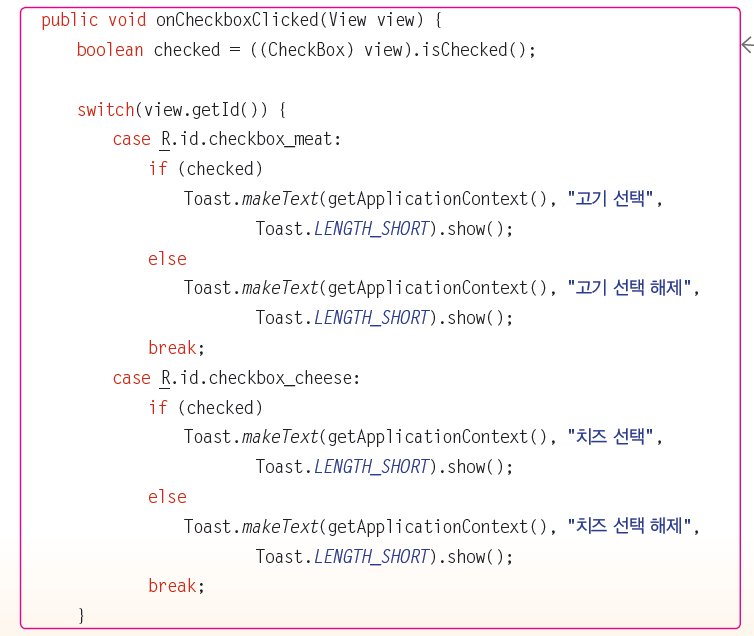 public void onCheckboxClicked(View view) {
boolean checked = ((CheckBox) view).isChecked();
switch(view.getId()) {
case R.id.checkbox_meat:
if (checked)
Toast.makeText(getApplicationContext(), "고기 선택",
Toast.LENGTH_SHORT).show();
else
Toast.makeText(getApplicationContext(), "고기 선택 해제",
Toast.LENGTH_SHORT).show();
break;
case R.id.checkbox_cheese:
if (checked)
Toast.makeText(getApplicationContext(), "치즈 선택",
Toast.LENGTH_SHORT).show();
else
Toast.makeText(getApplicationContext(), "치즈 선택 해제",
Toast.LENGTH_SHORT).show();
break;
}